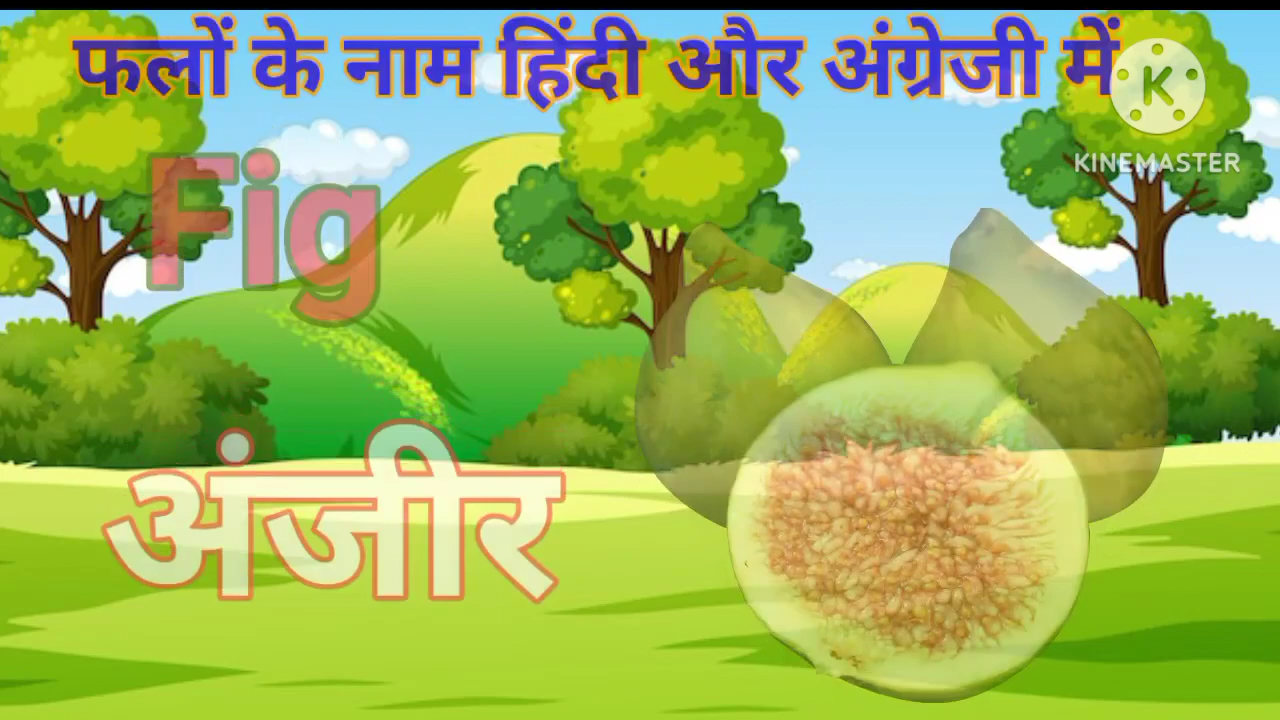 फलों के नाम हिंदी और अंग्रेजी में
K
KINEMASTER
Fig
अंजीर